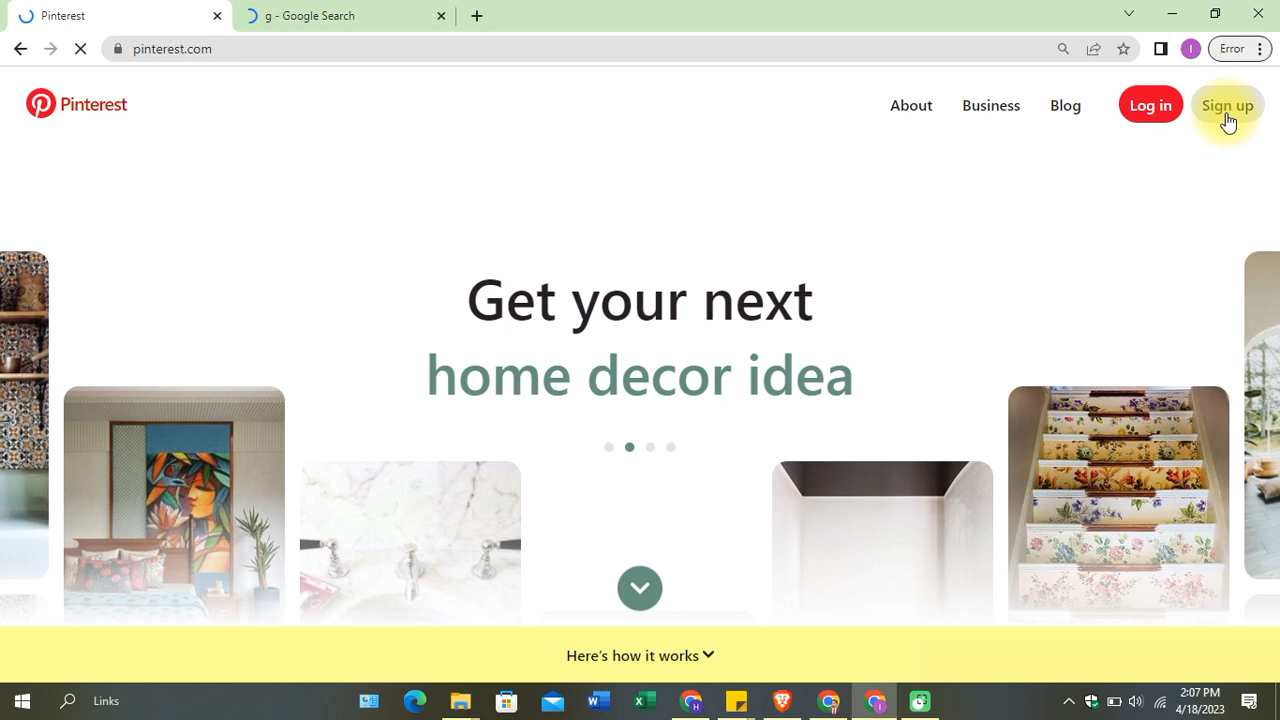 Pinterest
g - Google Search
pinterest.com
I
Error
Pinterest
About
Business
Blog
Log in
Sign up
Get your next
home decor idea
Here's how it works
Links
2:07 PM
4/18/2023